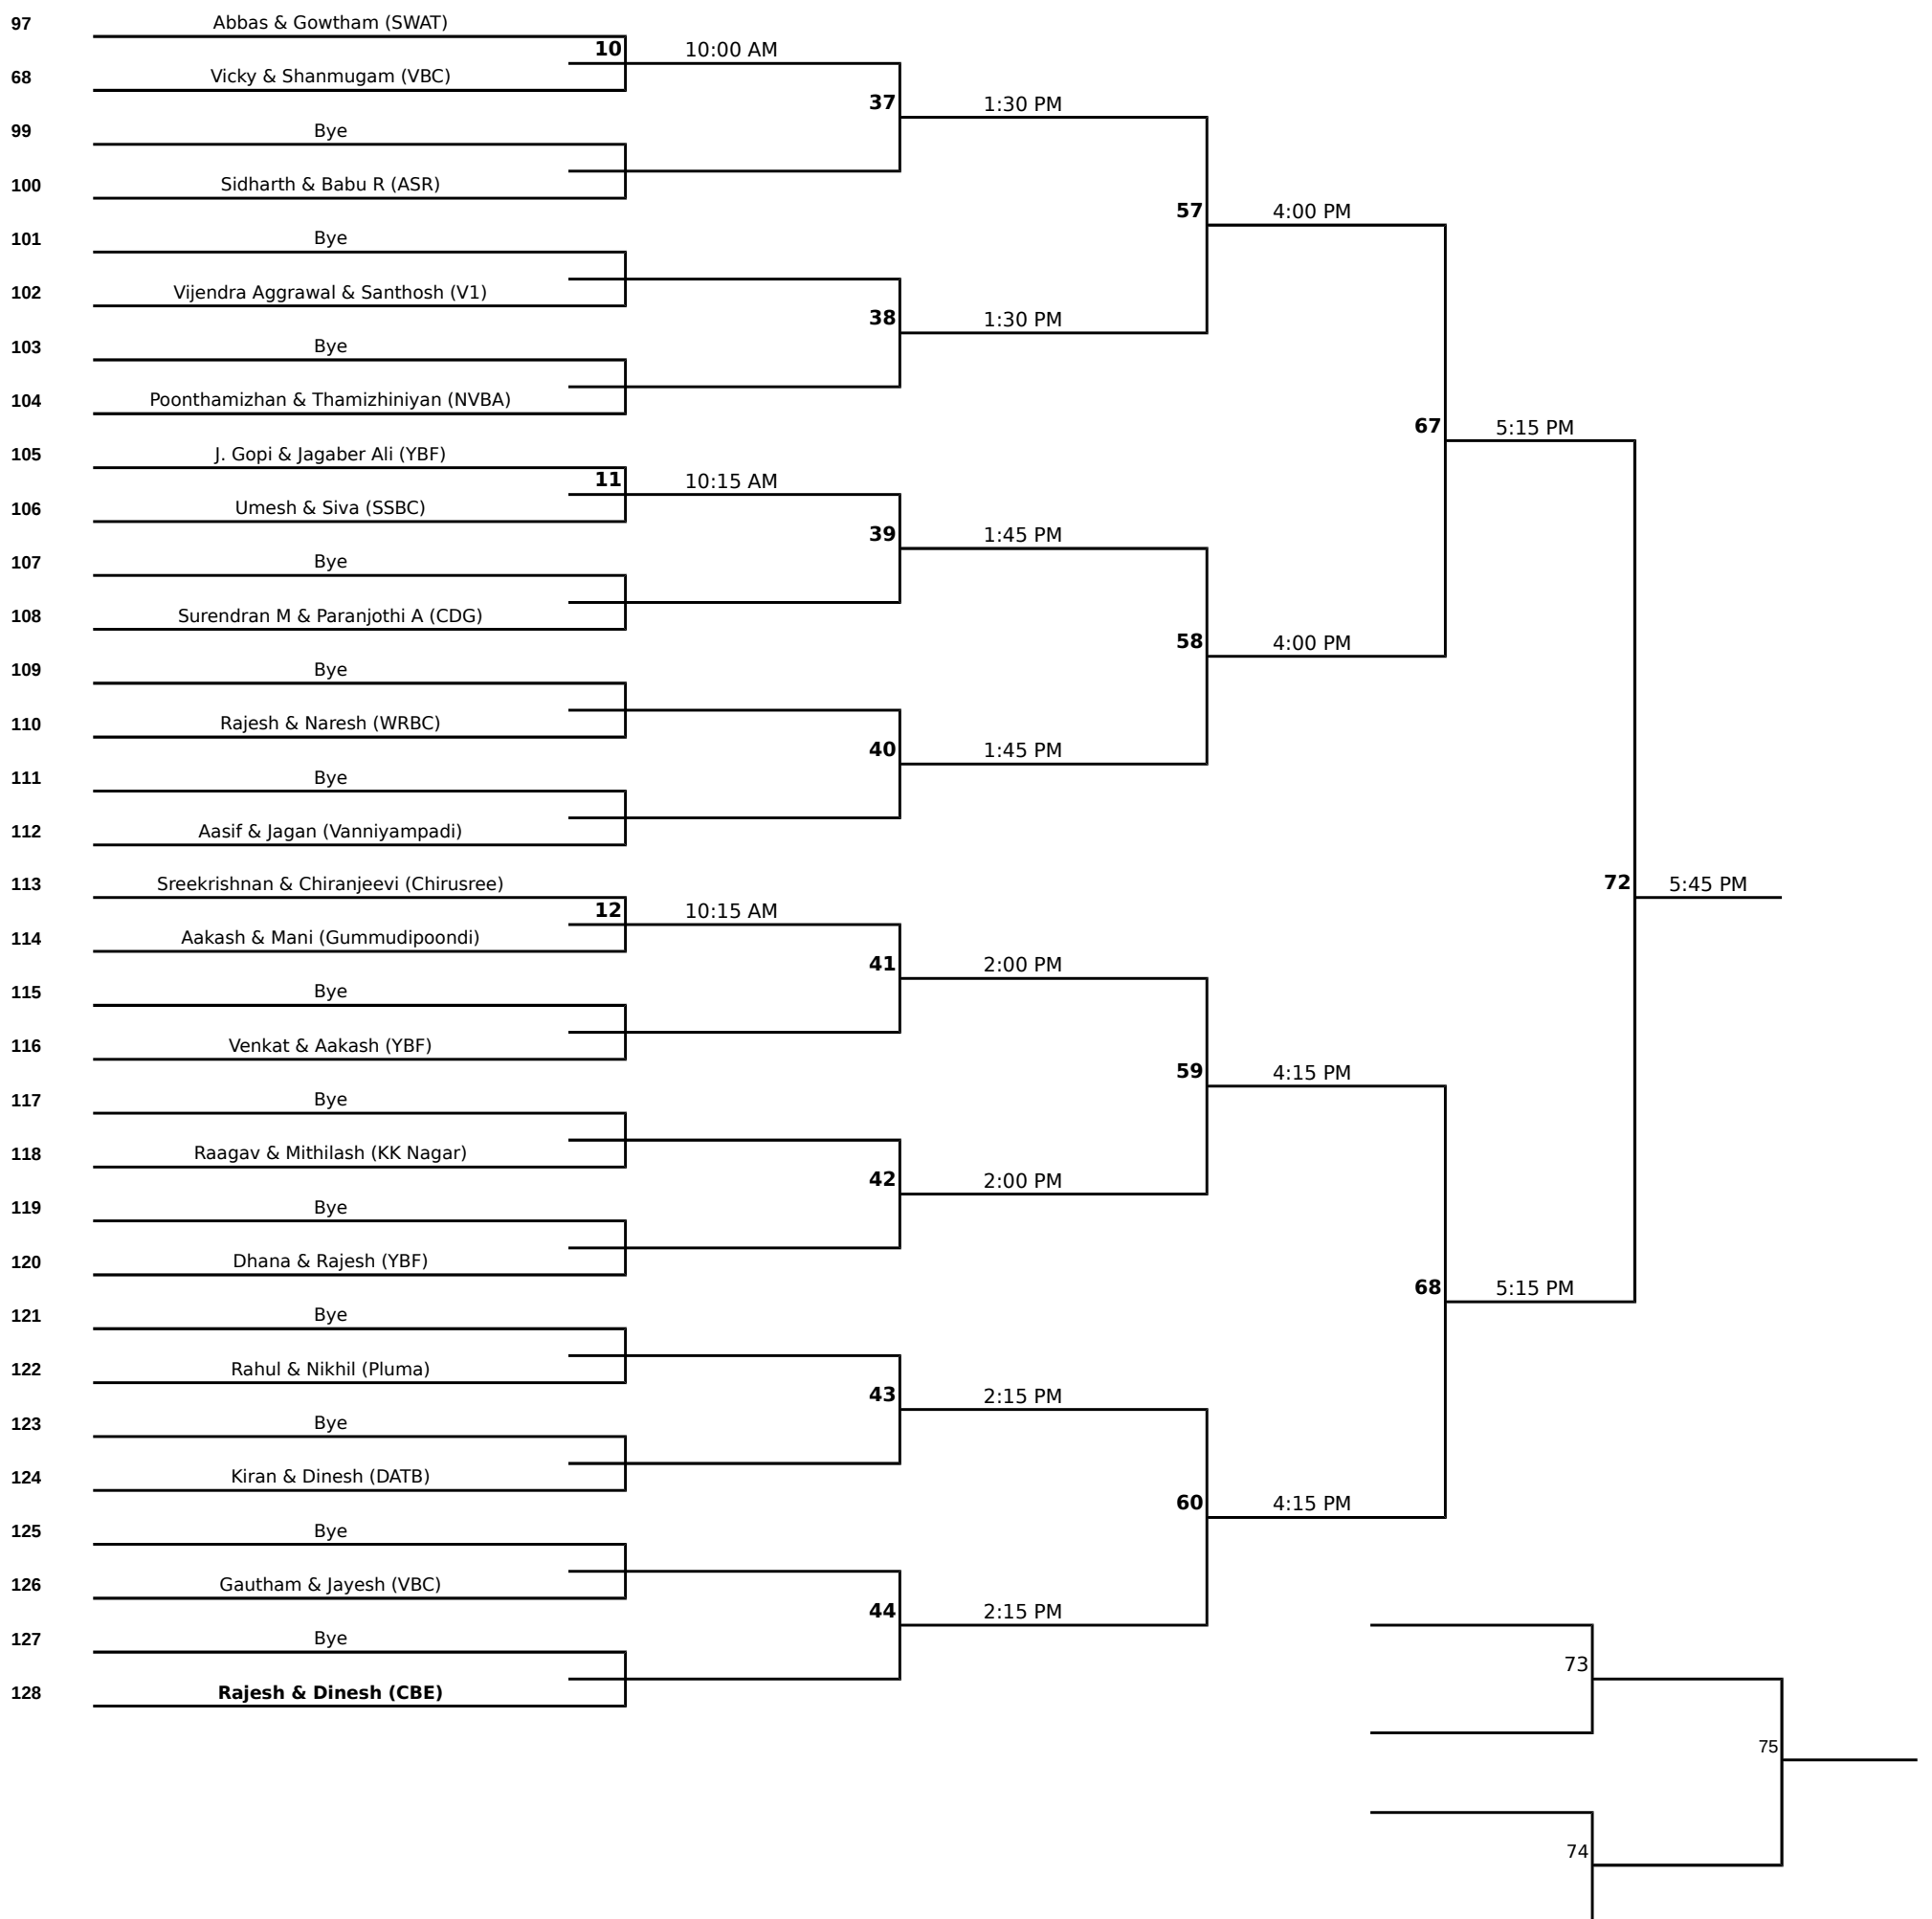 97 Abbas & Gowtham (SWAT)
10 10:00 AM
68 Vicky & Shanmugam (VBC)
37 1:30 PM
99 Bye
100 Sidharth & Babu R (ASR)
57 4:00 PM
101 Bye
102 Vijendra Aggrawal & Santhosh (V1)
38 1:30 PM
103 Bye
104 Poonthamizhan & Thamizhiniyan (NVBA)
67 5:15 PM
105 J. Gopi & Jagaber Ali (YBF)
11 10:15 AM
106 Umesh & Siva (SSBC)
39 1:45 PM
107 Bye
108 Surendran M & Paranjothi A (CDG)
58 4:00 PM
109 Bye
110 Rajesh & Naresh (WRBC)
40 1:45 PM
111 Bye
112 Aasif & Jagan (Vanniyampadi)
113 Sreekrishnan & Chiranjeevi (Chirusree)
72 5:45 PM
12 10:15 AM
114 Aakash & Mani (Gummudipoondi)
41 2:00 PM
115 Bye
116 Venkat & Aakash (YBF)
59 4:15 PM
117 Bye
118 Raagav & Mithilash (KK Nagar)
42 2:00 PM
119 Bye
120 Dhana & Rajesh (YBF)
68 5:15 PM
121 Bye
122 Rahul & Nikhil (Pluma)
43 2:15 PM
123 Bye
124 Kiran & Dinesh (DATB)
60 4:15 PM
125 Bye
126 Gautham & Jayesh (VBC)
44 2:15 PM
127 Bye
73
128 Rajesh & Dinesh (CBE)
75
74